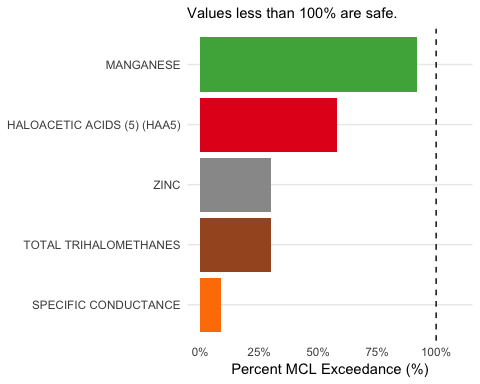 Values less than 100% are safe.
MANGANESE
HALOACETIC ACIDS (5) (HAA5)
ZINC
TOTAL TRIHALOMETHANES
SPECIFIC CONDUCTANCE
0% 25% 50% 75% 100%
Percent MCL Exceedance (%)